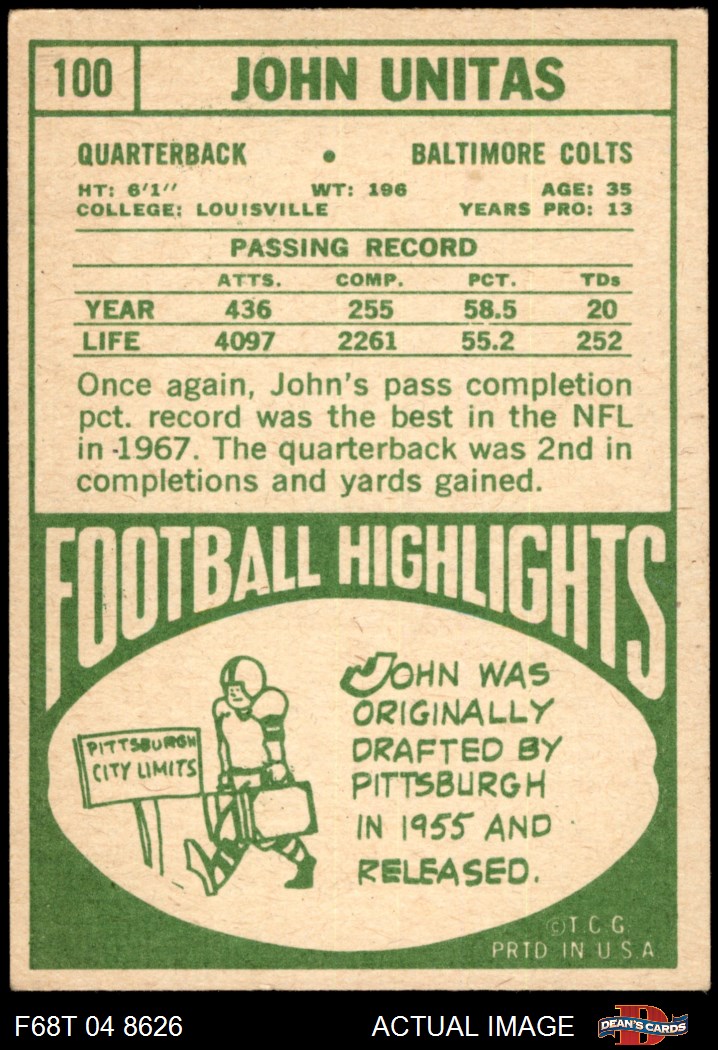 100 JOHN UNITAS
QUARTERBACK • BALTIMORE COLTS
HT: 6'1'' WT: 196 AGE: 35
COLLEGE: LOUISVILLE YEARS PRO: 13
PASSING RECORD
ATTS. COMP. PCT. TDs
YEAR 436 255 58.5 20
LIFE 4097 2261 55.2 252
Once again, John's pass completion
pct. record was the best in the NFL
in 1967. The quarterback was 2nd in
completions and yards gained.
FOOTBALL HIGHLIGHTS
PITTSBURGH
CITY LIMITS
JOHN WAS
ORIGINALLY
DRAFTED BY
PITTSBURGH
IN 1955 AND
RELEASED.
©T.C.G.
PRTD IN U.S.A
F68T 04 8626 ACTUAL IMAGE D DEAN'S CARDS